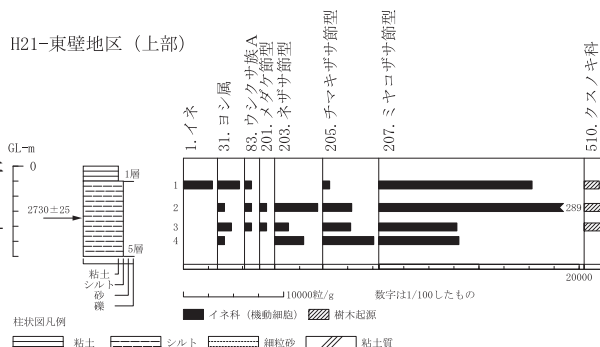 H21-東壁地区（上部）
1. イネ
31. ヨシ属
83. ウシクサ族A
201. メダケ節型
203. ネザサ節型
205. チマキザサ節型
207. ミヤコザサ節型
510. クスノキ科
GL-m
0
1層
2730±25
5層
粘土
シルト
砂
礫
1
2
3
4
289
20000
10000粒/g
数字は1/100したもの
イネ科（機動細胞）
樹木起源
柱状図凡例
粘土
シルト
細粒砂
粘土質